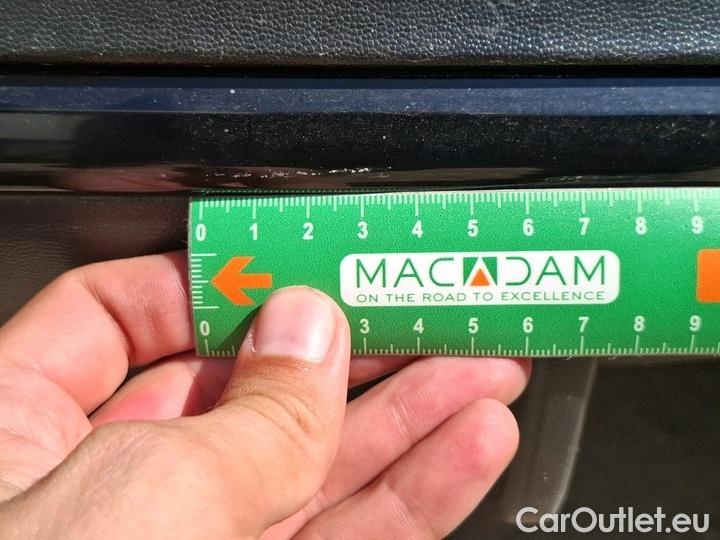 0 1 2 3 4 5 6 7 8 9
MACADAM
ON THE ROAD TO EXCELLENCE
0 3 4 5 6 7 8 9
CarOutlet.eu